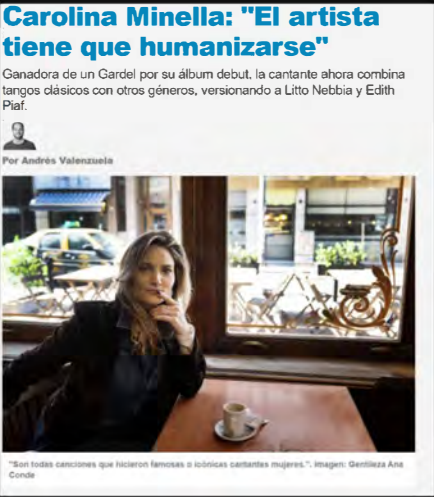 Carolina Minella: "El artista
tiene que humanizarse"
Ganadora de un Gardel por su álbum debut, la cantante ahora combina
tangos clásicos con otros géneros, versionando a Litto Nebbia y Edith
Piaf.
Por Andrés Valenzuela
"Son todas canciones que hicieron famosas o icónicas cantantes mujeres.". Imagen: Gentileza Ana
Conde